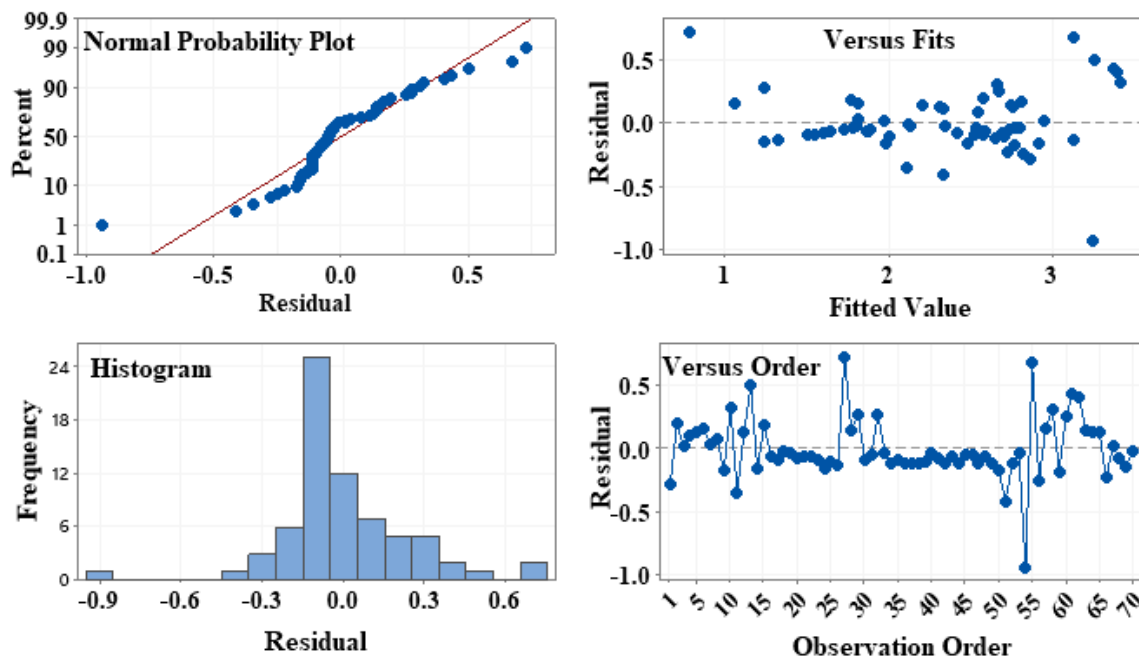 Normal Probability Plot
Percent
99.9
99
90
50
10
1
0.1
-1.0 -0.5 0.0 0.5
Residual
Versus Fits
Residual
0.5
0.0
-0.5
-1.0
1 2 3
Fitted Value
Histogram
Frequency
24
18
12
6
0
-0.9 -0.6 -0.3 0.0 0.3 0.6
Residual
Versus Order
Residual
0.5
0.0
-0.5
-1.0
1 5 10 15 20 25 30 35 40 45 50 55 60 65 70
Observation Order